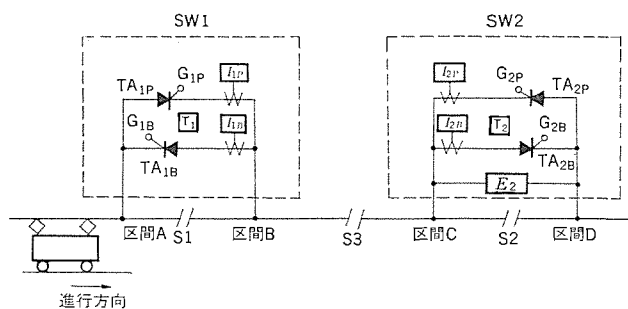 SW1
SW2
G1P
I1P
TA1P
G1B
T1
I1B
TA1B
I2P
G2P
TA2P
I2B
T2
G2B
TA2B
E2
区間A
S1
区間B
S3
区間C
S2
区間D
進行方向